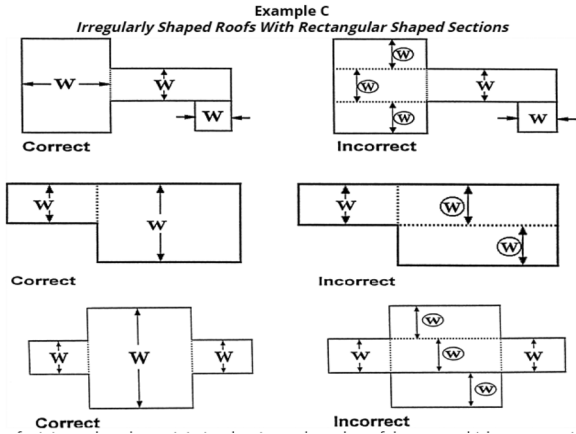 Example C
Irregularly Shaped Roofs With Rectangular Shaped Sections
W W W
W W W W W W
Correct Incorrect
W W
W W W
Correct Incorrect
W W W
W W W W W
Correct Incorrect